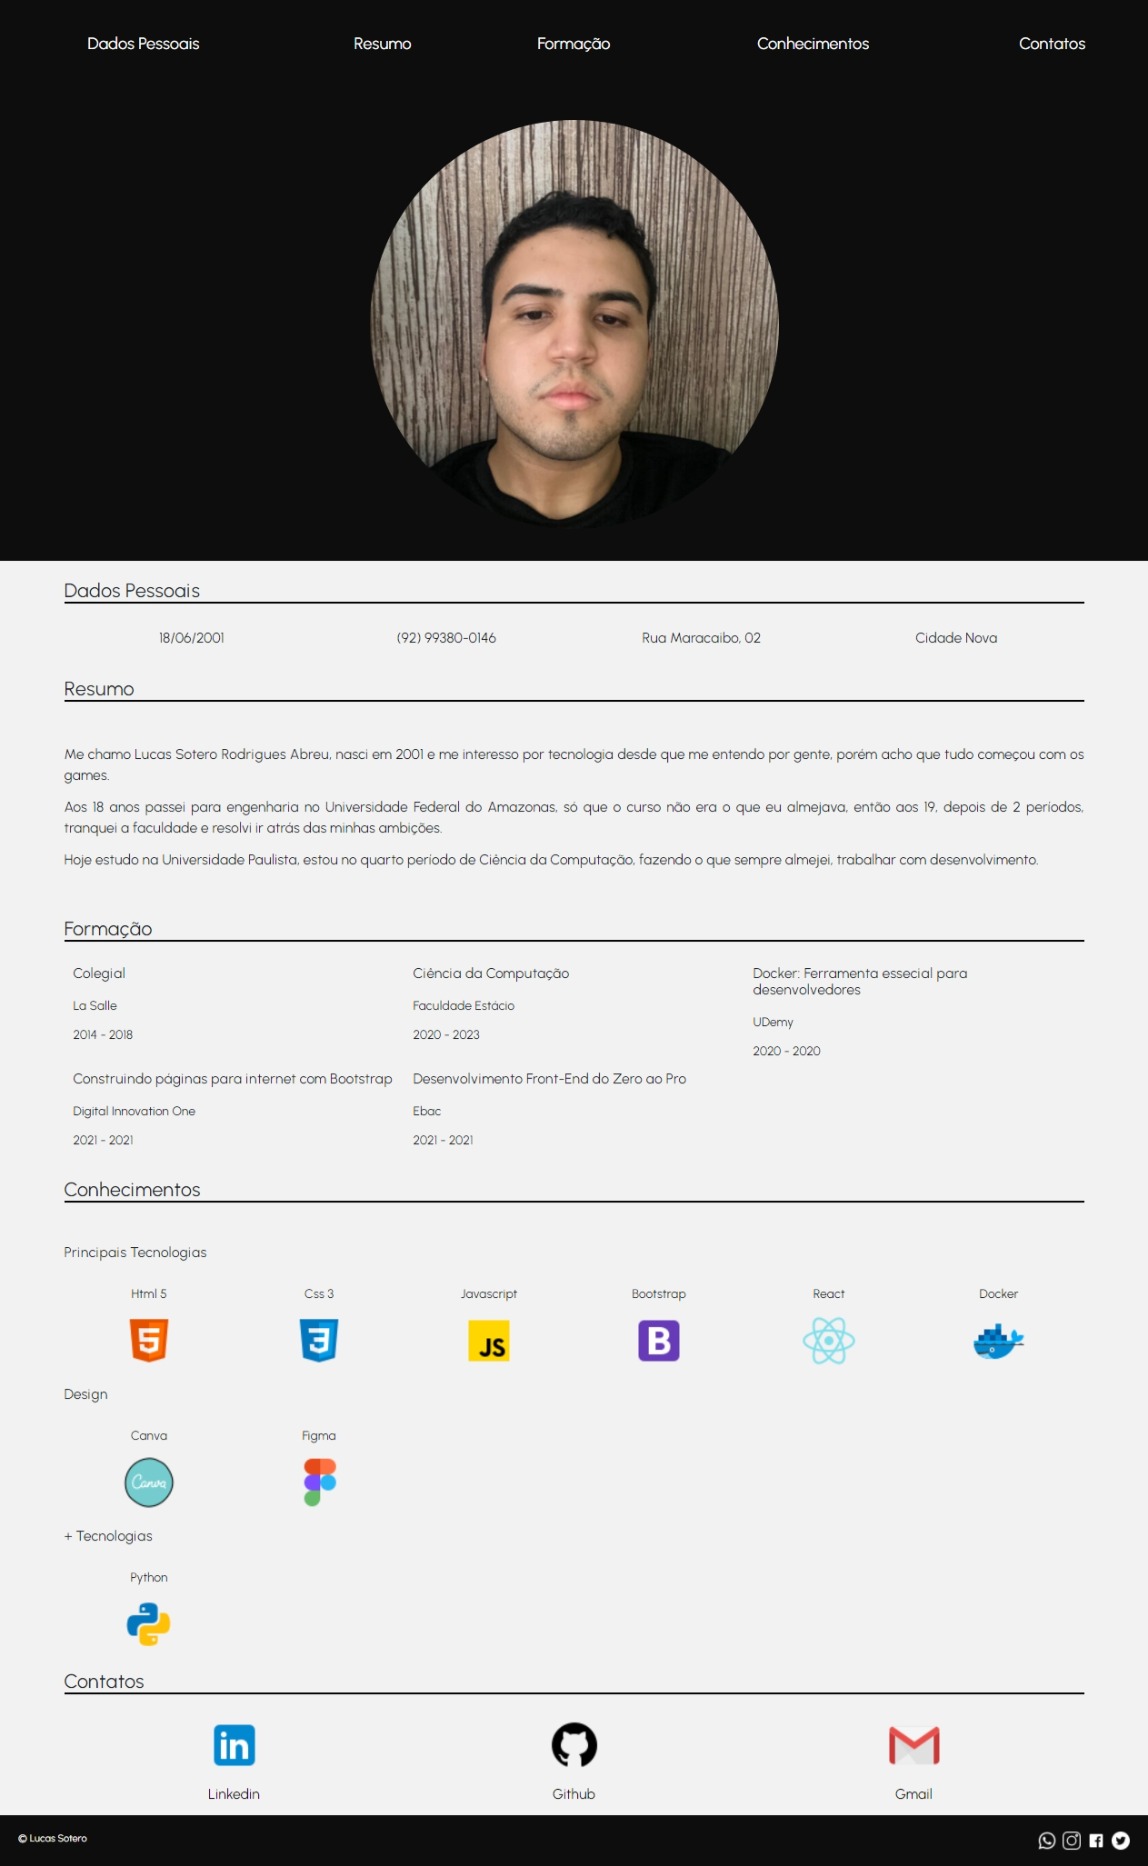 Dados Pessoais Resumo Formação Conhecimentos Contatos
Dados Pessoais
18/06/2001 (92) 99380-0146 Rua Maracaibo, 02 Cidade Nova
Resumo
Me chamo Lucas Sotero Rodrigues Abreu, nasci em 2001 e me interesso por tecnologia desde que me entendo por gente, porém acho que tudo começou com os
games.
Aos 18 anos passei para engenharia no Universidade Federal do Amazonas, só que o curso não era o que eu almejava, então aos 19, depois de 2 períodos,
tranquei a faculdade e resolvi ir atrás das minhas ambições.
Hoje estudo na Universidade Paulista, estou no quarto período de Ciência da Computação, fazendo o que sempre almejei, trabalhar com desenvolvimento.
Formação
Colegial
La Salle
2014 - 2018
Ciência da Computação
Faculdade Estácio
2020 - 2023
Docker: Ferramenta essecial para
desenvolvedores
UDemy
2020 - 2020
Construindo páginas para internet com Bootstrap
Digital Innovation One
2021 - 2021
Desenvolvimento Front-End do Zero ao Pro
Ebac
2021 - 2021
Conhecimentos
Principais Tecnologias
Html 5 Css 3 Javascript Bootstrap React Docker
5 3 JS B
Design
Canva Figma
Canva
+ Tecnologias
Python
Contatos
in
Linkedin Github Gmail
© Lucas Sotero